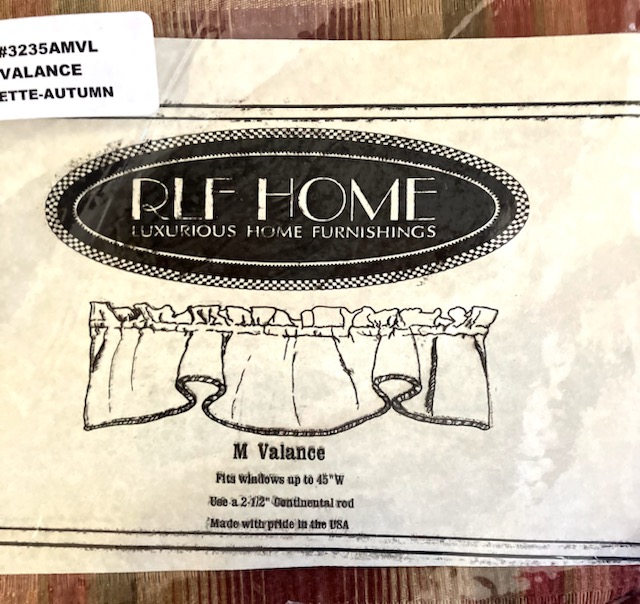 #3235AMVL
VALANCE
ETTE-AUTUMN
RLF HOME
LUXURIOUS HOME FURNISHINGS
M Valance
Fits windows up to 45"W
Use a 2-1/2" Continental rod
Made with pride in the USA